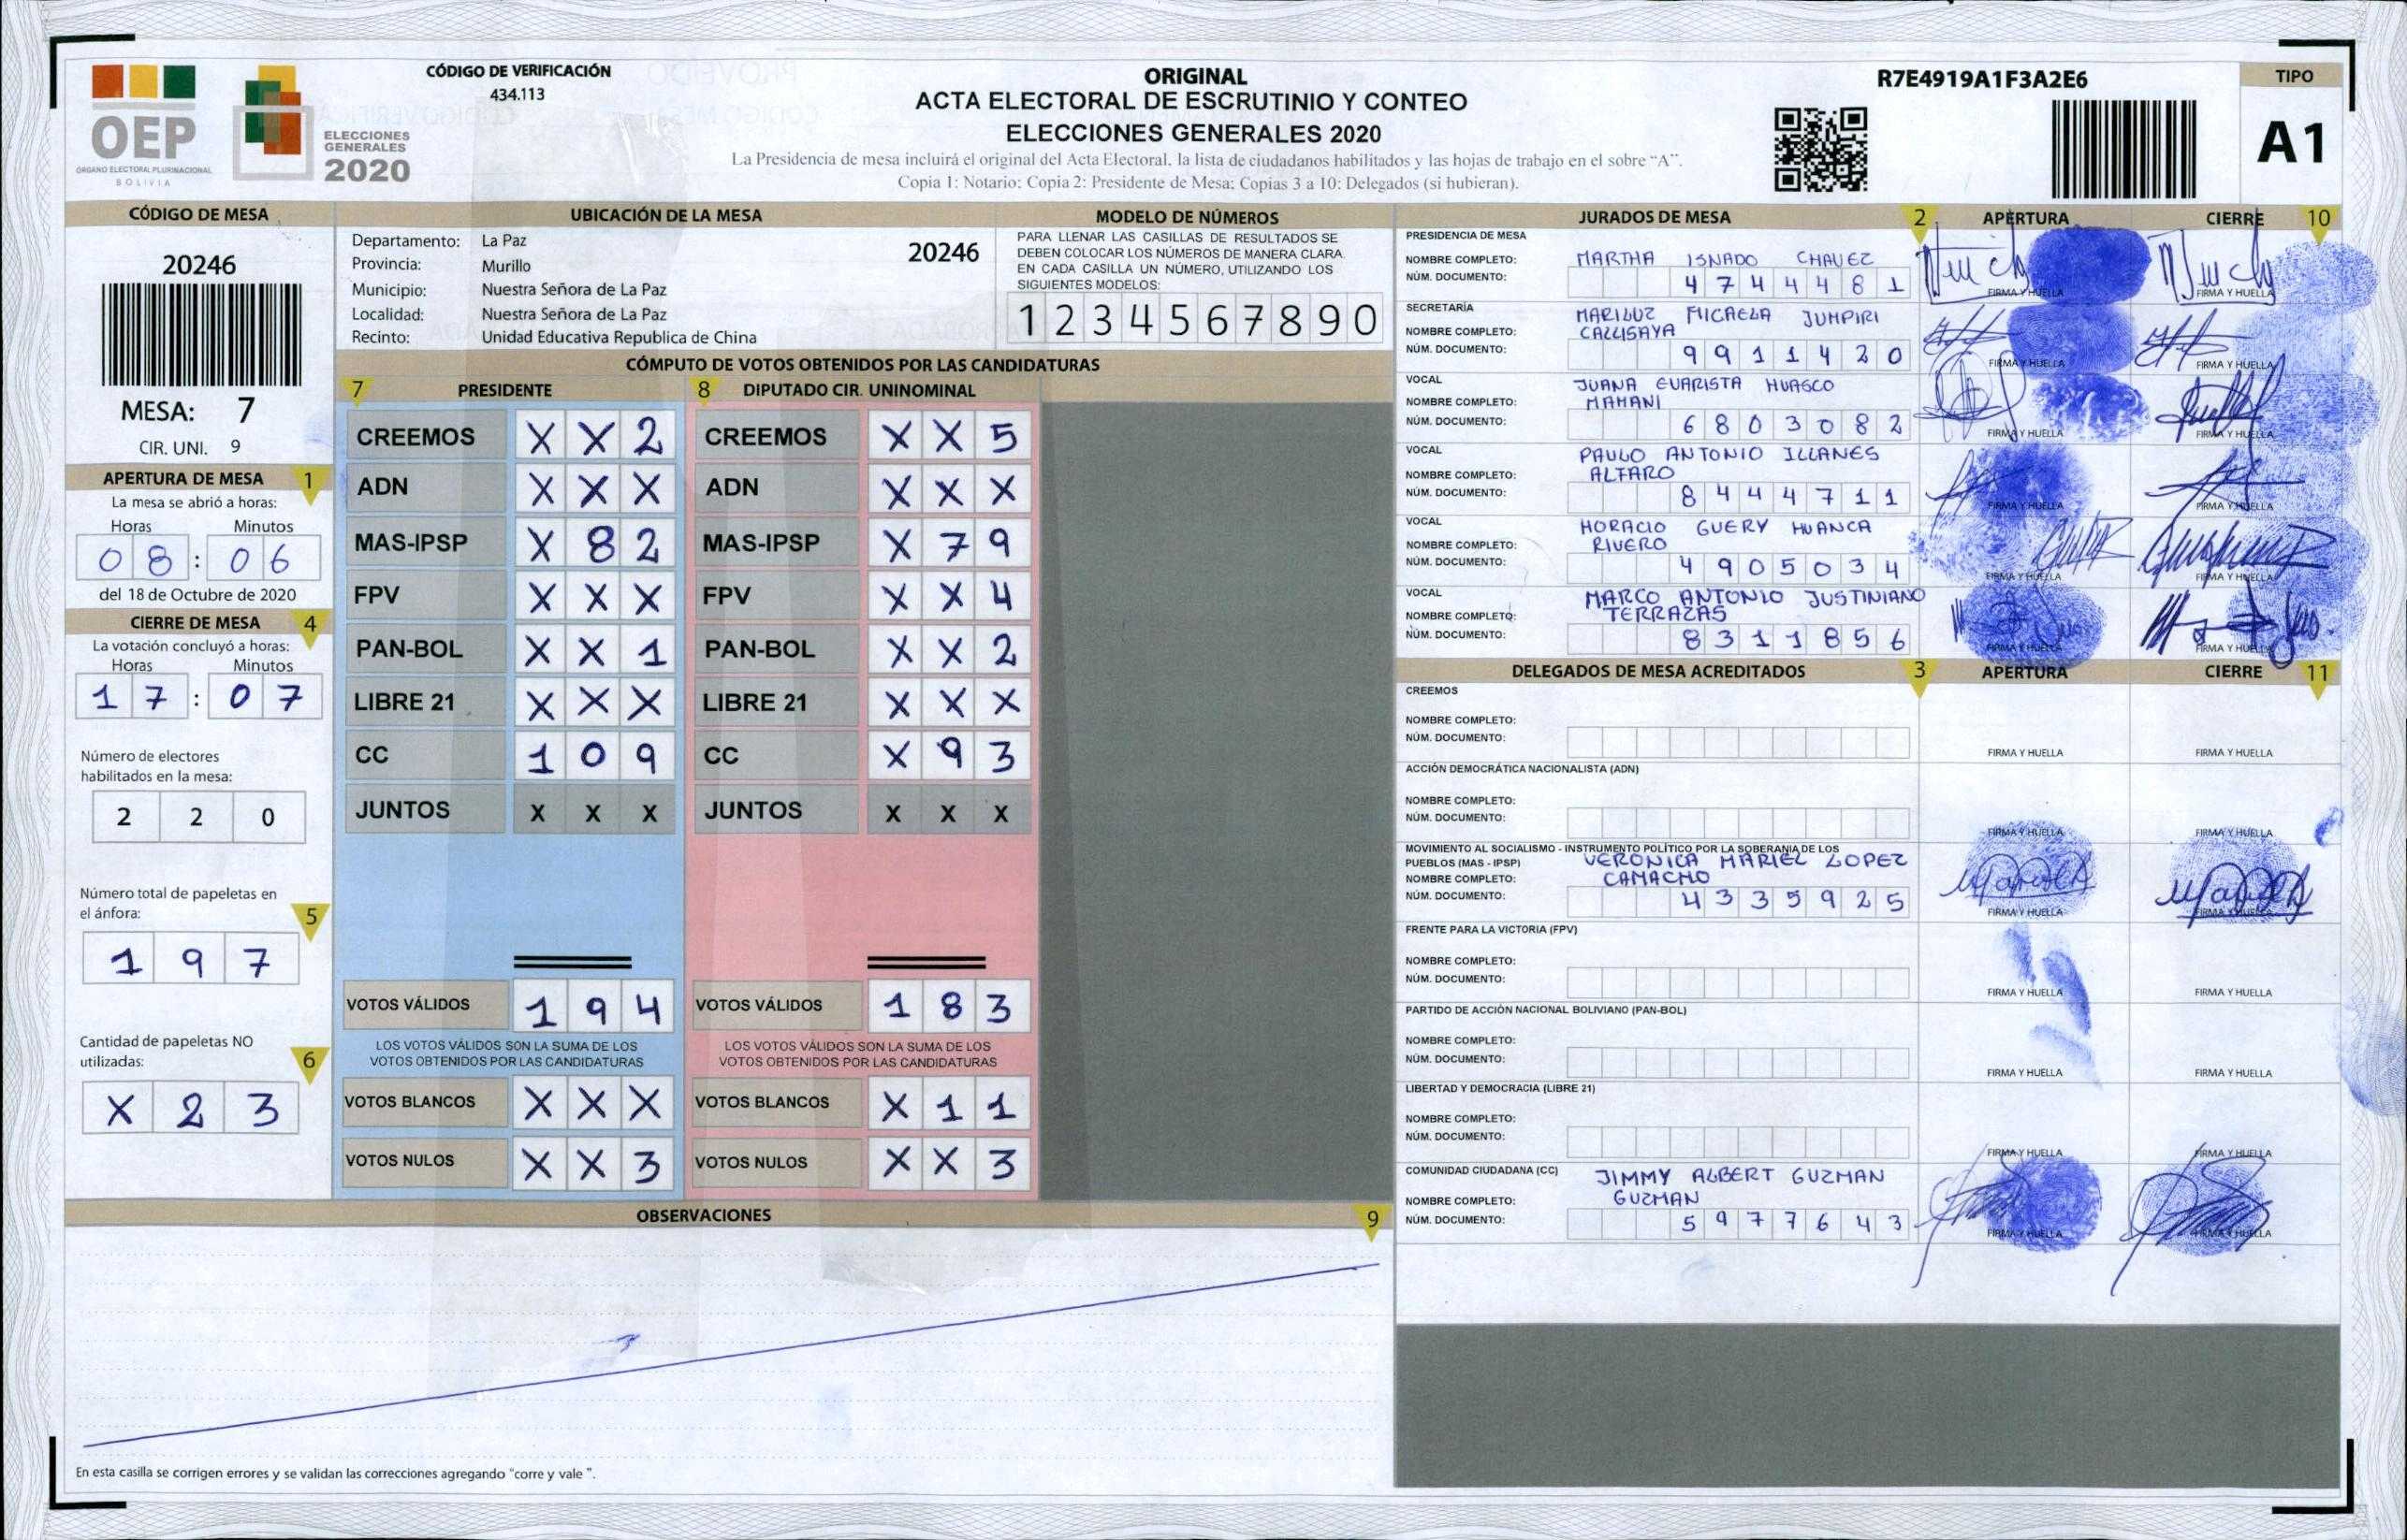 CÓDIGO DE VERIFICACIÓN
434.113
OEP
ÓRGANO ELECTORAL PLURINACIONAL
BOLIVIA
ELECCIONES
GENERALES
2020
ORIGINAL
ACTA ELECTORAL DE ESCRUTINIO Y CONTEO
ELECCIONES GENERALES 2020
La Presidencia de mesa incluirá el original del Acta Electoral, la lista de ciudadanos habilitados y las hojas de trabajo en el sobre "A".
Copia 1: Notario; Copia 2: Presidente de Mesa; Copias 3 a 10: Delegados (si hubieran).
R7E4919A1F3A2E6
TIPO
A1
CÓDIGO DE MESA
20246
MESA: 7
CIR. UNI. 9
APERTURA DE MESA 1
La mesa se abrió a horas:
Horas Minutos
0 8 : 0 6
del 18 de Octubre de 2020
CIERRE DE MESA 4
La votación concluyó a horas:
Horas Minutos
1 7 : 0 7
Número de electores
habilitados en la mesa:
2 2 0
Número total de papeletas en
el ánfora: 5
1 9 7
Cantidad de papeletas NO
utilizadas: 6
X 2 3
UBICACIÓN DE LA MESA
Departamento: La Paz 20246
Provincia: Murillo
Municipio: Nuestra Señora de La Paz
Localidad: Nuestra Señora de La Paz
Recinto: Unidad Educativa Republica de China
MODELO DE NÚMEROS
PARA LLENAR LAS CASILLAS DE RESULTADOS SE
DEBEN COLOCAR LOS NÚMEROS DE MANERA CLARA.
EN CADA CASILLA UN NÚMERO, UTILIZANDO LOS
SIGUIENTES MODELOS:
1 2 3 4 5 6 7 8 9 0
CÓMPUTO DE VOTOS OBTENIDOS POR LAS CANDIDATURAS
7 PRESIDENTE 8 DIPUTADO CIR. UNINOMINAL
CREEMOS X X 2 CREEMOS X X 5
ADN X X X ADN X X X
MAS-IPSP X 8 2 MAS-IPSP X 7 9
FPV X X X FPV X X 4
PAN-BOL X X 1 PAN-BOL X X 2
LIBRE 21 X X X LIBRE 21 X X X
CC 1 0 9 CC X 9 3
JUNTOS X X X JUNTOS X X X
VOTOS VÁLIDOS 1 9 4 VOTOS VÁLIDOS 1 8 3
LOS VOTOS VÁLIDOS SON LA SUMA DE LOS LOS VOTOS VÁLIDOS SON LA SUMA DE LOS
VOTOS OBTENIDOS POR LAS CANDIDATURAS VOTOS OBTENIDOS POR LAS CANDIDATURAS
VOTOS BLANCOS X X X VOTOS BLANCOS X 1 1
VOTOS NULOS X X 3 VOTOS NULOS X X 3
OBSERVACIONES 9
En esta casilla se corrigen errores y se validan las correcciones agregando "corre y vale ".
JURADOS DE MESA 2 APERTURA CIERRE 10
PRESIDENCIA DE MESA
NOMBRE COMPLETO: MARTHA ISNADO CHAVEZ
NÚM. DOCUMENTO: 4 7 4 4 4 8 1 FIRMA Y HUELLA FIRMA Y HUELLA
SECRETARÍA
MARILUZ MICAELA JUMPIRI
NOMBRE COMPLETO: CALLISAYA
NÚM. DOCUMENTO: 9 9 1 1 4 2 0 FIRMA Y HUELLA FIRMA Y HUELLA
VOCAL JUANA EVARISTA HUASCO
NOMBRE COMPLETO: MAMANI
NÚM. DOCUMENTO: 6 8 0 3 0 8 2 FIRMA Y HUELLA FIRMA Y HUELLA
VOCAL PAULO ANTONIO ILLANES
NOMBRE COMPLETO: ALFARO
NÚM. DOCUMENTO: 8 4 4 4 7 1 1 FIRMA Y HUELLA FIRMA Y HUELLA
VOCAL HORACIO GUERY HUANCA
NOMBRE COMPLETO: RIVERO
NÚM. DOCUMENTO: 4 9 0 5 0 3 4 FIRMA Y HUELLA FIRMA Y HUELLA
VOCAL MARCO ANTONIO JUSTINIANO
NOMBRE COMPLETO: TERRAZAS
NÚM. DOCUMENTO: 8 3 1 1 8 5 6 FIRMA Y HUELLA FIRMA Y HUELLA
DELEGADOS DE MESA ACREDITADOS 3 APERTURA CIERRE 11
CREEMOS
NOMBRE COMPLETO:
NÚM. DOCUMENTO: FIRMA Y HUELLA FIRMA Y HUELLA
ACCIÓN DEMOCRÁTICA NACIONALISTA (ADN)
NOMBRE COMPLETO:
NÚM. DOCUMENTO: FIRMA Y HUELLA FIRMA Y HUELLA
MOVIMIENTO AL SOCIALISMO - INSTRUMENTO POLÍTICO POR LA SOBERANIA DE LOS
PUEBLOS (MAS - IPSP) VERONICA MARIEL LOPEZ
NOMBRE COMPLETO: CAMACHO
NÚM. DOCUMENTO: 4 3 3 5 9 2 5 FIRMA Y HUELLA FIRMA Y HUELLA
FRENTE PARA LA VICTORIA (FPV)
NOMBRE COMPLETO:
NÚM. DOCUMENTO: FIRMA Y HUELLA FIRMA Y HUELLA
PARTIDO DE ACCIÓN NACIONAL BOLIVIANO (PAN-BOL)
NOMBRE COMPLETO:
NÚM. DOCUMENTO: FIRMA Y HUELLA FIRMA Y HUELLA
LIBERTAD Y DEMOCRACIA (LIBRE 21)
NOMBRE COMPLETO:
NÚM. DOCUMENTO: FIRMA Y HUELLA FIRMA Y HUELLA
COMUNIDAD CIUDADANA (CC) JIMMY ALBERT GUZMAN
NOMBRE COMPLETO: GUZMAN
NÚM. DOCUMENTO: 5 9 7 7 6 4 3 FIRMA Y HUELLA FIRMA Y HUELLA